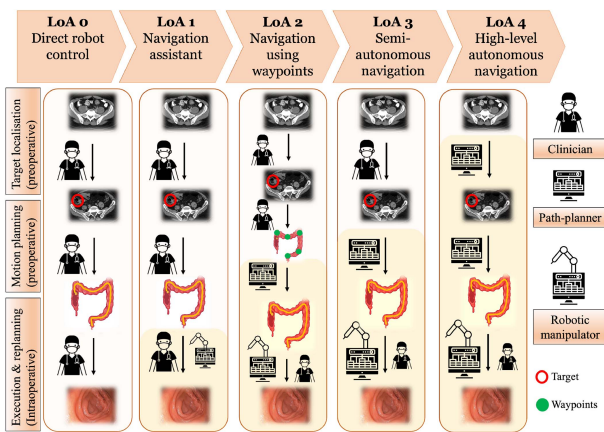 LoA 0
Direct robot
control
LoA 1
Navigation
assistant
LoA 2
Navigation
using
waypoints
LoA 3
Semi-
autonomous
navigation
LoA 4
High-level
autonomous
navigation
Target localisation
(preoperative)
Motion planning
(preoperative)
Execution & replanning
(Intraoperative)
Clinician
Path-planner
Robotic
manipulator
Target
Waypoints